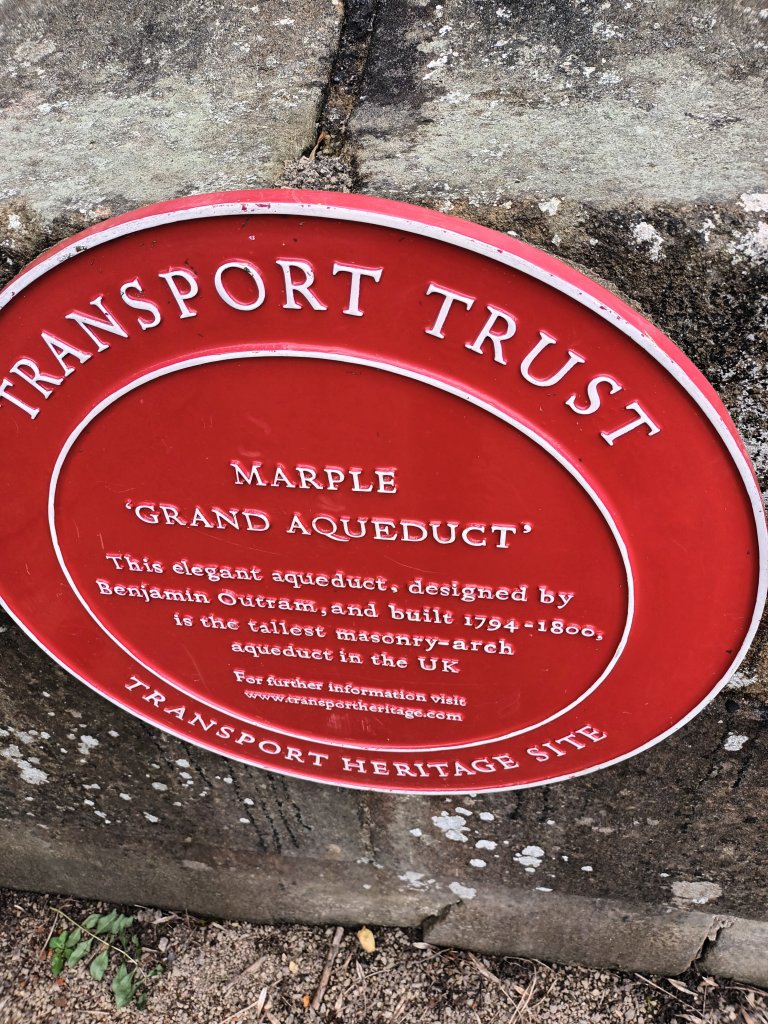 TRANSPORT TRUST
MARPLE
'GRAND AQUEDUCT'
This elegant aqueduct, designed by
Benjamin Outram, and built 1794-1800,
is the tallest masonry-arch
aqueduct in the UK
For further information visit
www.transportheritage.com
TRANSPORT HERITAGE SITE